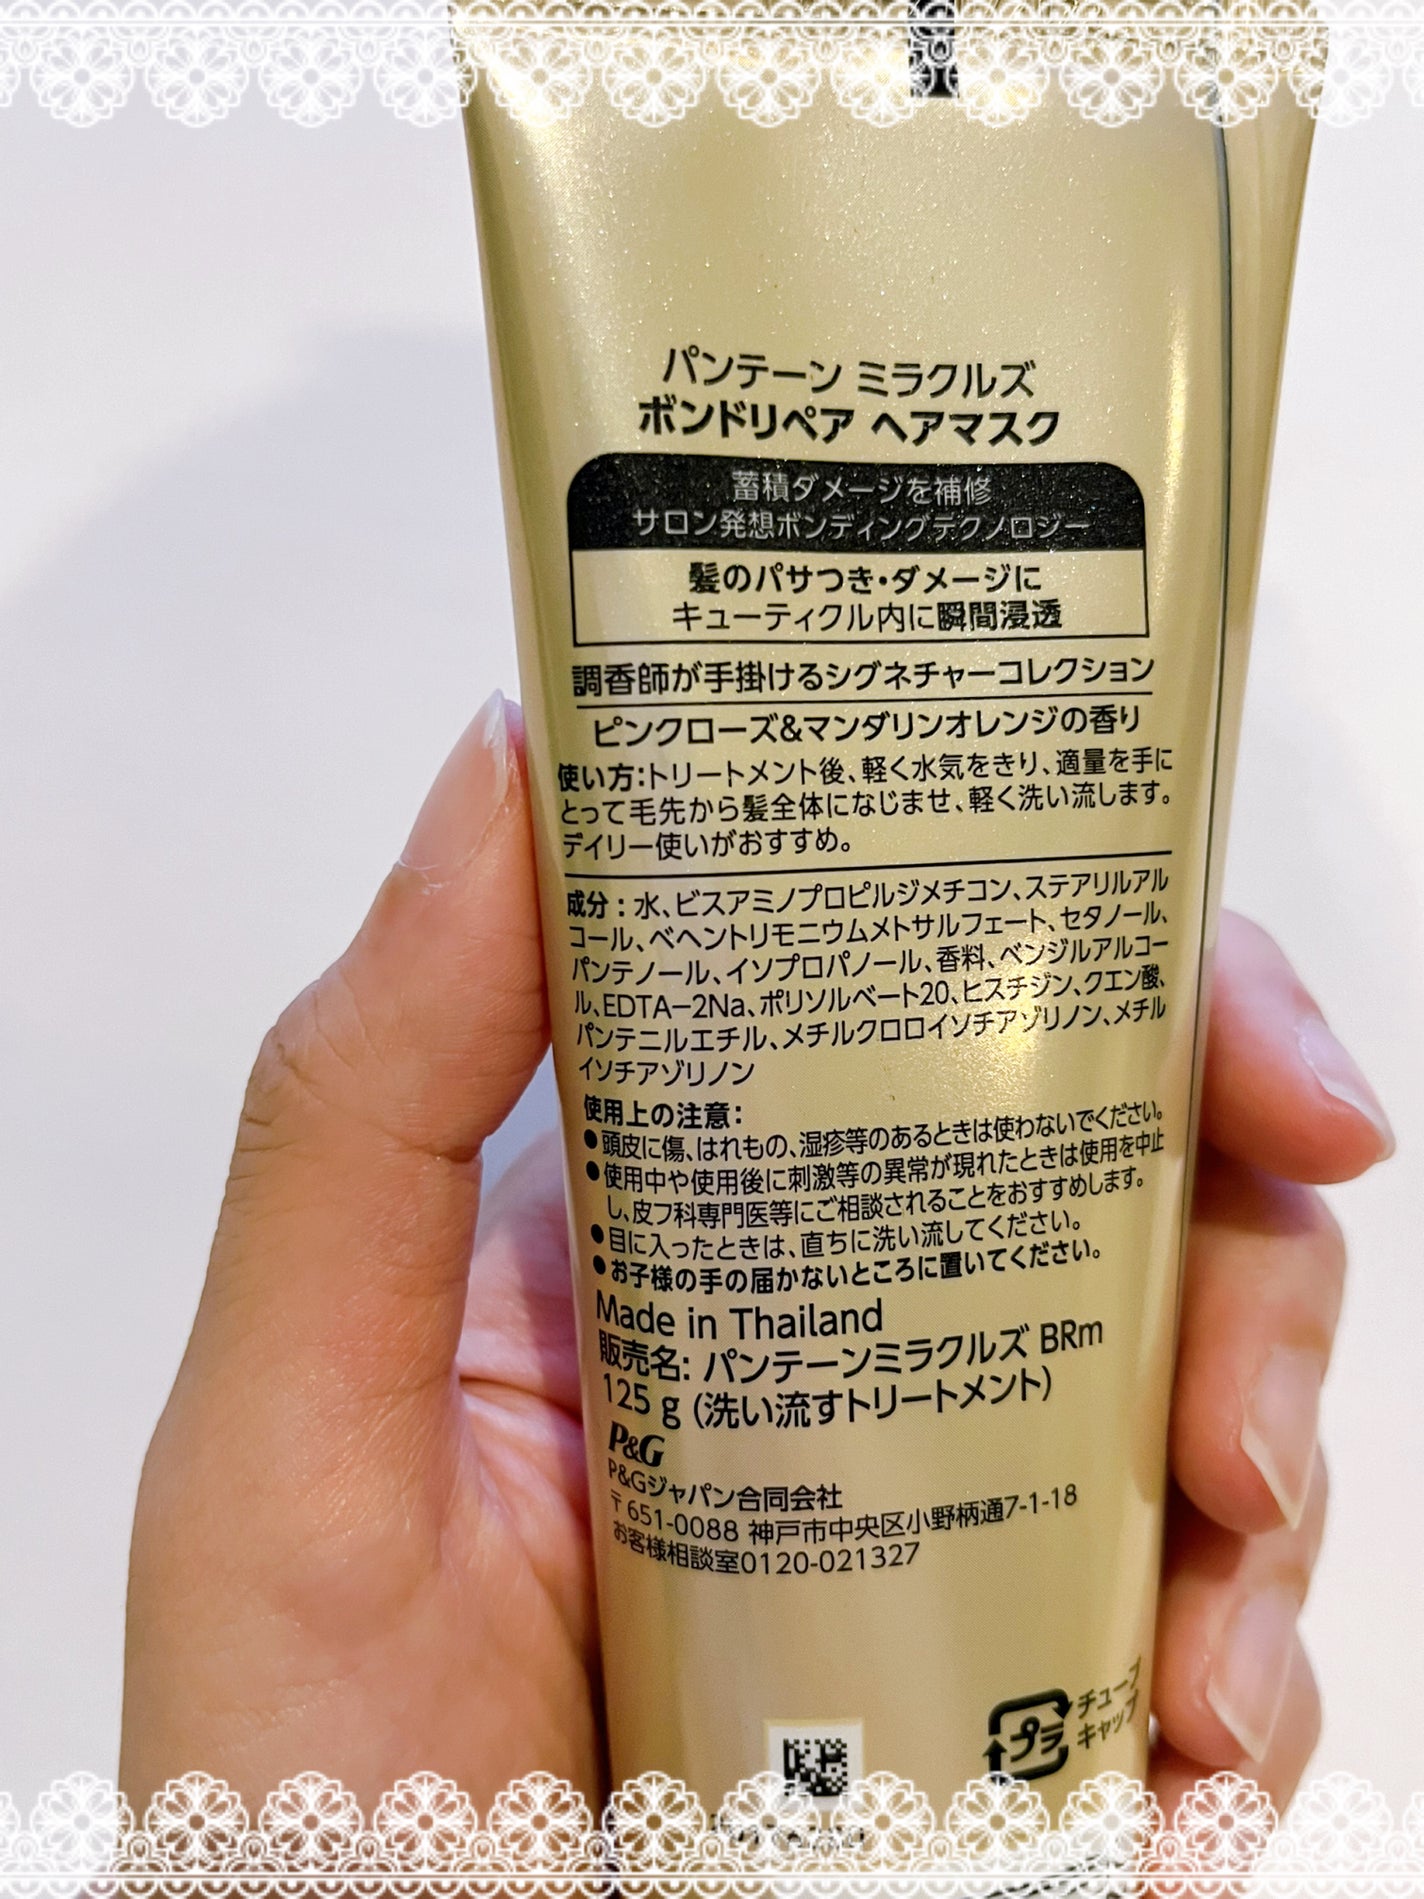 パンテーン ミラクルズ
ボンドリペア ヘアマスク
蓄積ダメージを補修
サロン発想ボンディングテクノロジー
髪のパサつき・ダメージに
キューティクル内に瞬間浸透
調香師が手掛けるシグネチャーコレクション
ピンクローズ&マンダリンオレンジの香り
使い方:トリートメント後、軽く水気をきり、適量を手に
とって毛先から髪全体になじませ、軽く洗い流します。
デイリー使いがおすすめ。
成分：水、ビスアミノプロピルジメチコン、ステアリルアル
コール、ベヘントリモニウムメトサルフェート、セタノール、
パンテノール、イソプロパノール、香料、ベンジルアルコー
ル、EDTA−2Na、ポリソルベート20、ヒスチジン、クエン酸、
パンテニルエチル、メチルクロロイソチアゾリノン、メチル
イソチアゾリノン
使用上の注意：
●頭皮に傷、はれもの、湿疹等のあるときは使わないでください。
●使用中や使用後に刺激等の異常が現れたときは使用を中止
し、皮フ科専門医等にご相談されることをおすすめします。
●目に入ったときは、直ちに洗い流してください。
●お子様の手の届かないところに置いてください。
Made in Thailand
販売名: パンテーンミラクルズ BRm
125 g (洗い流すトリートメント)
P&G
P&Gジャパン合同会社
〒651-0088 神戸市中央区小野柄通7-1-18
お客様相談室0120-021327
プラ
チューブ
キャップ